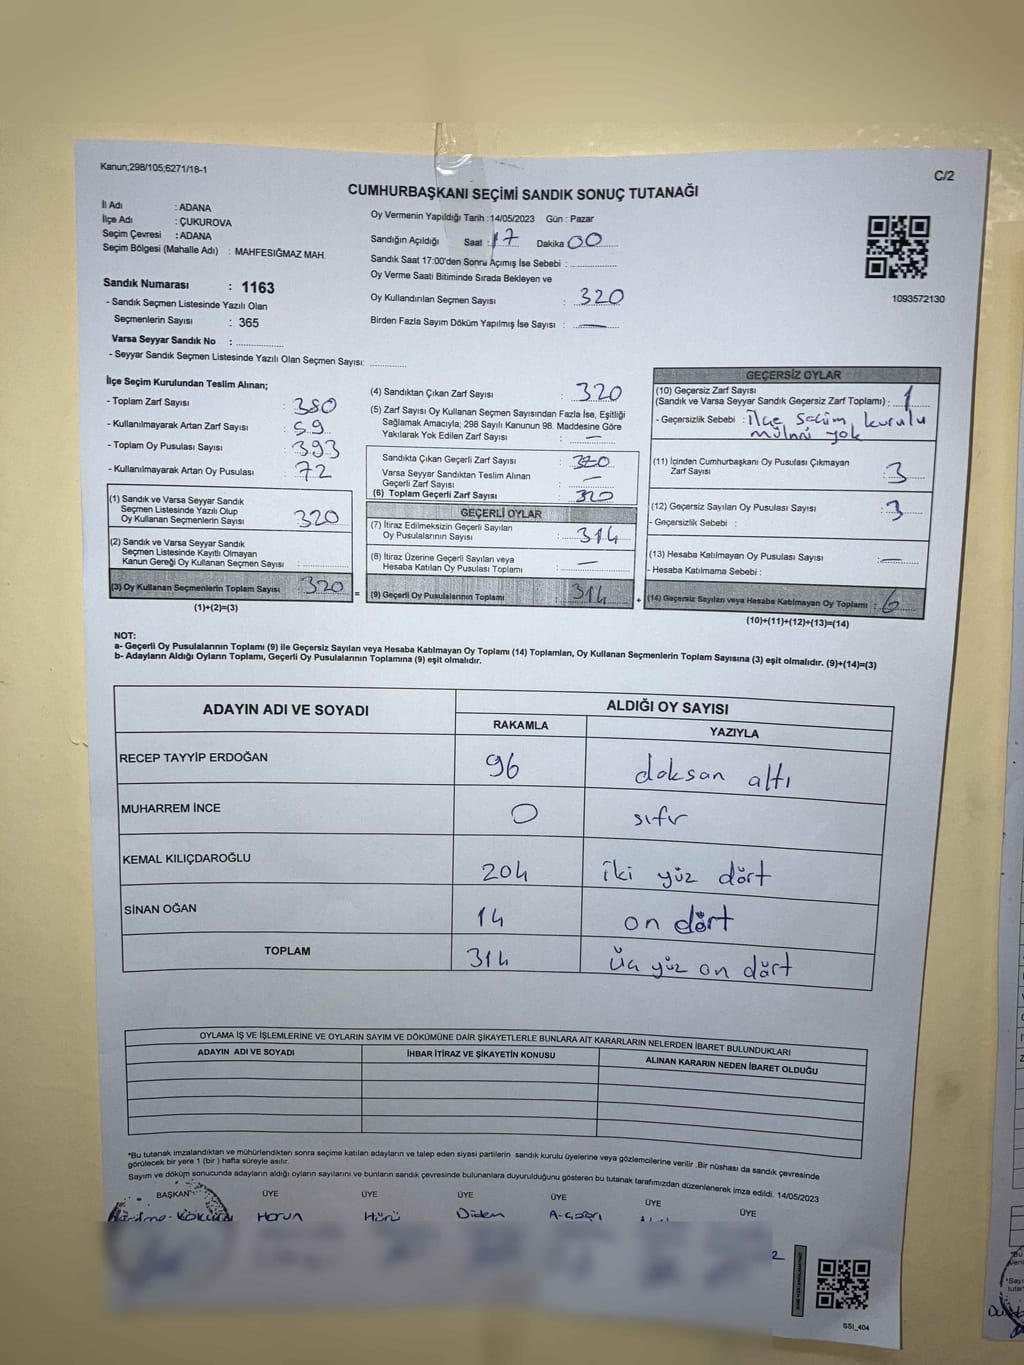 Kanun;298/105;6271/18-1
C/2
CUMHURBAŞKANI SEÇİMİ SANDIK SONUÇ TUTANAĞI
İl Adı : ADANA
İlçe Adı : ÇUKUROVA
Seçim Çevresi : ADANA
Seçim Bölgesi (Mahalle Adı) : MAHFESIĞMAZ MAH.
Sandık Numarası : 1163
- Sandık Seçmen Listesinde Yazılı Olan
Seçmenlerin Sayısı : 365
Varsa Seyyar Sandık No :
- Seyyar Sandık Seçmen Listesinde Yazılı Olan Seçmen Sayısı:
Oy Vermenin Yapıldığı Tarih : 14/05/2023 Gün : Pazar
Sandığın Açıldığı Saat : 17 Dakika 00
Sandık Saat 17:00'den Sonra Açımış İse Sebebi :
Oy Verme Saati Bitiminde Sırada Bekleyen ve
Oy Kullandırılan Seçmen Sayısı : 320
Birden Fazla Sayım Döküm Yapılmış İse Sayısı : —
1093572130
İlçe Seçim Kurulundan Teslim Alınan;
- Toplam Zarf Sayısı : 380
- Kullanılmayarak Artan Zarf Sayısı : 59
- Toplam Oy Pusulası Sayısı : 393
- Kullanılmayarak Artan Oy Pusulası : 72
(1) Sandık ve Varsa Seyyar Sandık
Seçmen Listesinde Yazılı Olup
Oy Kullanan Seçmenlerin Sayısı : 320
(2) Sandık ve Varsa Seyyar Sandık
Seçmen Listesinde Kayıtlı Olmayan
Kanun Gereği Oy Kullanan Seçmen Sayısı :
(3) Oy Kullanan Seçmenlerin Toplam Sayısı : 320
(1)+(2)=(3)
(4) Sandıktan Çıkan Zarf Sayısı : 320
(5) Zarf Sayısı Oy Kullanan Seçmen Sayısından Fazla İse, Eşitliği
Sağlamak Amacıyla; 298 Sayılı Kanunun 98. Maddesine Göre
Yakılarak Yok Edilen Zarf Sayısı : —
Sandıkta Çıkan Geçerli Zarf Sayısı : 320
Varsa Seyyar Sandıktan Teslim Alınan
Geçerli Zarf Sayısı : —
(6) Toplam Geçerli Zarf Sayısı : 320
GEÇERLİ OYLAR
(7) İtiraz Edilmeksizin Geçerli Sayılan
Oy Pusulalarının Sayısı : 314
(8) İtiraz Üzerine Geçerli Sayılan veya
Hesaba Katılan Oy Pusulası Toplamı : —
= (9) Geçerli Oy Pusulalarının Toplamı : 314
GEÇERSİZ OYLAR
(10) Geçersiz Zarf Sayısı
(Sandık ve Varsa Seyyar Sandık Geçersiz Zarf Toplamı) : 1
- Geçersizlik Sebebi : ilçe seçim kurulu
mührü yok
(11) İçinden Cumhurbaşkanı Oy Pusulası Çıkmayan
Zarf Sayısı : 3
(12) Geçersiz Sayılan Oy Pusulası Sayısı : 3
- Geçersizlik Sebebi :
(13) Hesaba Katılmayan Oy Pusulası Sayısı : —
- Hesaba Katılmama Sebebi :
+ (14) Geçersiz Sayılan veya Hesaba Katılmayan Oy Toplamı : 6
(10)+(11)+(12)+(13)=(14)
NOT:
a- Geçerli Oy Pusulalarının Toplamı (9) ile Geçersiz Sayılan veya Hesaba Katılmayan Oy Toplamı (14) Toplamları, Oy Kullanan Seçmenlerin Toplam Sayısına (3) eşit olmalıdır. (9)+(14)=(3)
b- Adayların Aldığı Oyların Toplamı, Geçerli Oy Pusulalarının Toplamına (9) eşit olmalıdır.
ADAYIN ADI VE SOYADI
ALDIĞI OY SAYISI
RAKAMLA YAZIYLA
RECEP TAYYİP ERDOĞAN 96 doksan altı
MUHARREM İNCE 0 sıfır
KEMAL KILIÇDAROĞLU 204 iki yüz dört
SİNAN OĞAN 14 on dört
TOPLAM 314 üç yüz on dört
OYLAMA İŞ VE İŞLEMLERİNE VE OYLARIN SAYIM VE DÖKÜMÜNE DAİR ŞİKAYETLERLE BUNLARA AİT KARARLARIN NELERDEN İBARET BULUNDUKLARI
ADAYIN ADI VE SOYADI İHBAR İTİRAZ VE ŞİKAYETİN KONUSU ALINAN KARARIN NEDEN İBARET OLDUĞU
*Bu tutanak imzalandıktan ve mühürlendikten sonra seçime katılan adayların ve talep eden siyasi partilerin sandık kurulu üyelerine veya gözlemcilerine verilir .Bir nüshası da sandık çevresinde
görülecek bir yere 1 (bir ) hafta süreyle asılır.
Sayım ve döküm sonucunda adayların aldığı oyların sayılarını ve bunların sandık çevresinde bulunanlara duyurulduğunu gösteren bu tutanak tarafımızdan düzenlenerek imza edildi. 14/05/2023
BAŞKAN ÜYE ÜYE ÜYE ÜYE ÜYE ÜYE
Harun Didem
SSI_404